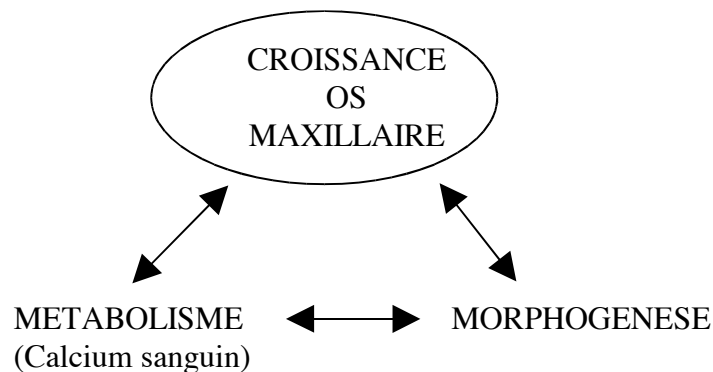 CROISSANCE
OS
MAXILLAIRE
METABOLISME
(Calcium sanguin)
MORPHOGENESE